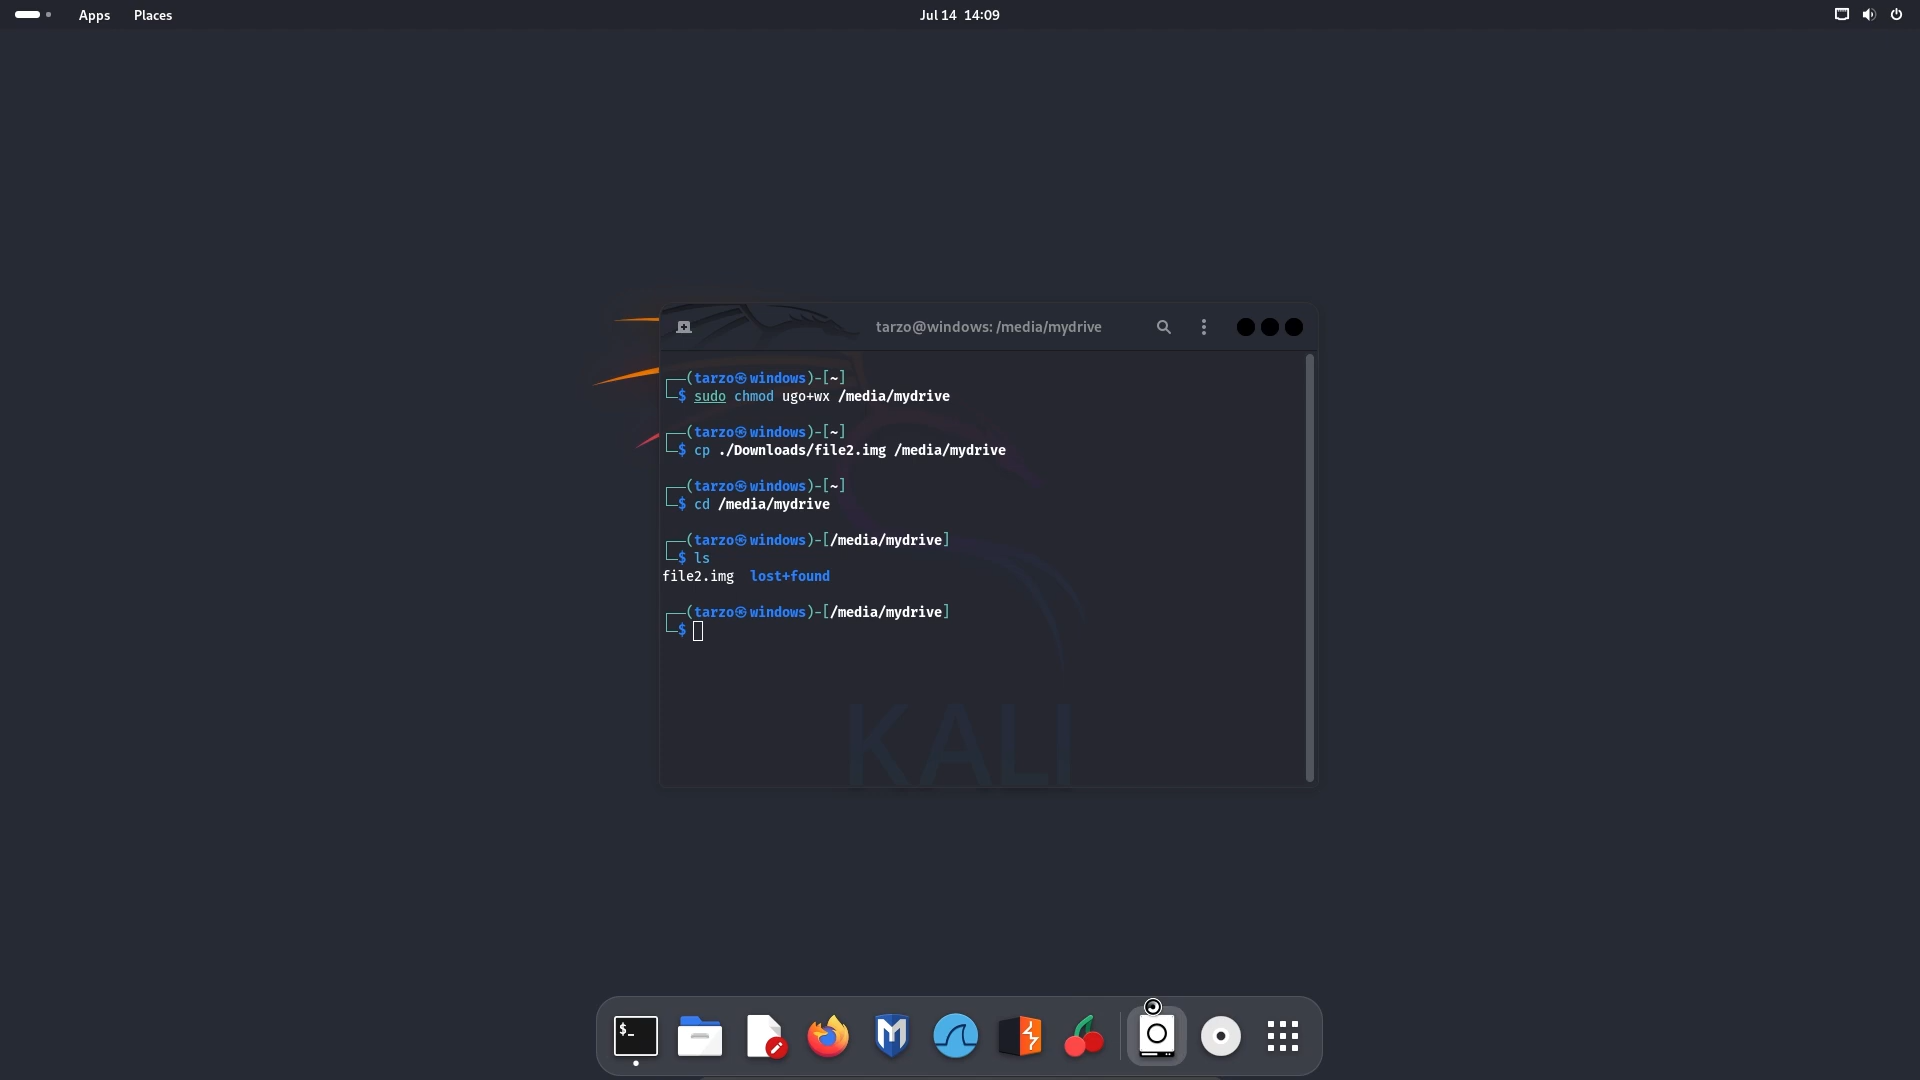 Apps Places Jul 14 14:09
tarzo@windows: /media/mydrive
┌──(tarzo㉿windows)-[~]
└─$ sudo chmod ugo+wx /media/mydrive
┌──(tarzo㉿windows)-[~]
└─$ cp ./Downloads/file2.img /media/mydrive
┌──(tarzo㉿windows)-[~]
└─$ cd /media/mydrive
┌──(tarzo㉿windows)-[/media/mydrive]
└─$ ls
file2.img lost+found
┌──(tarzo㉿windows)-[/media/mydrive]
└─$
KALI
$_